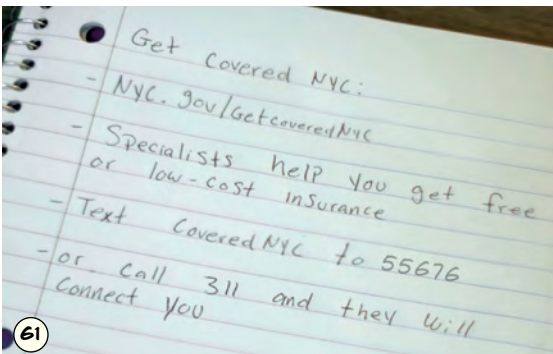 Get Covered NYC:
- NYC.gov/GetcoveredNYC
- Specialists help you get free
or low-cost insurance
- Text CoveredNYC to 55676
- or call 311 and they will
Connect you
61